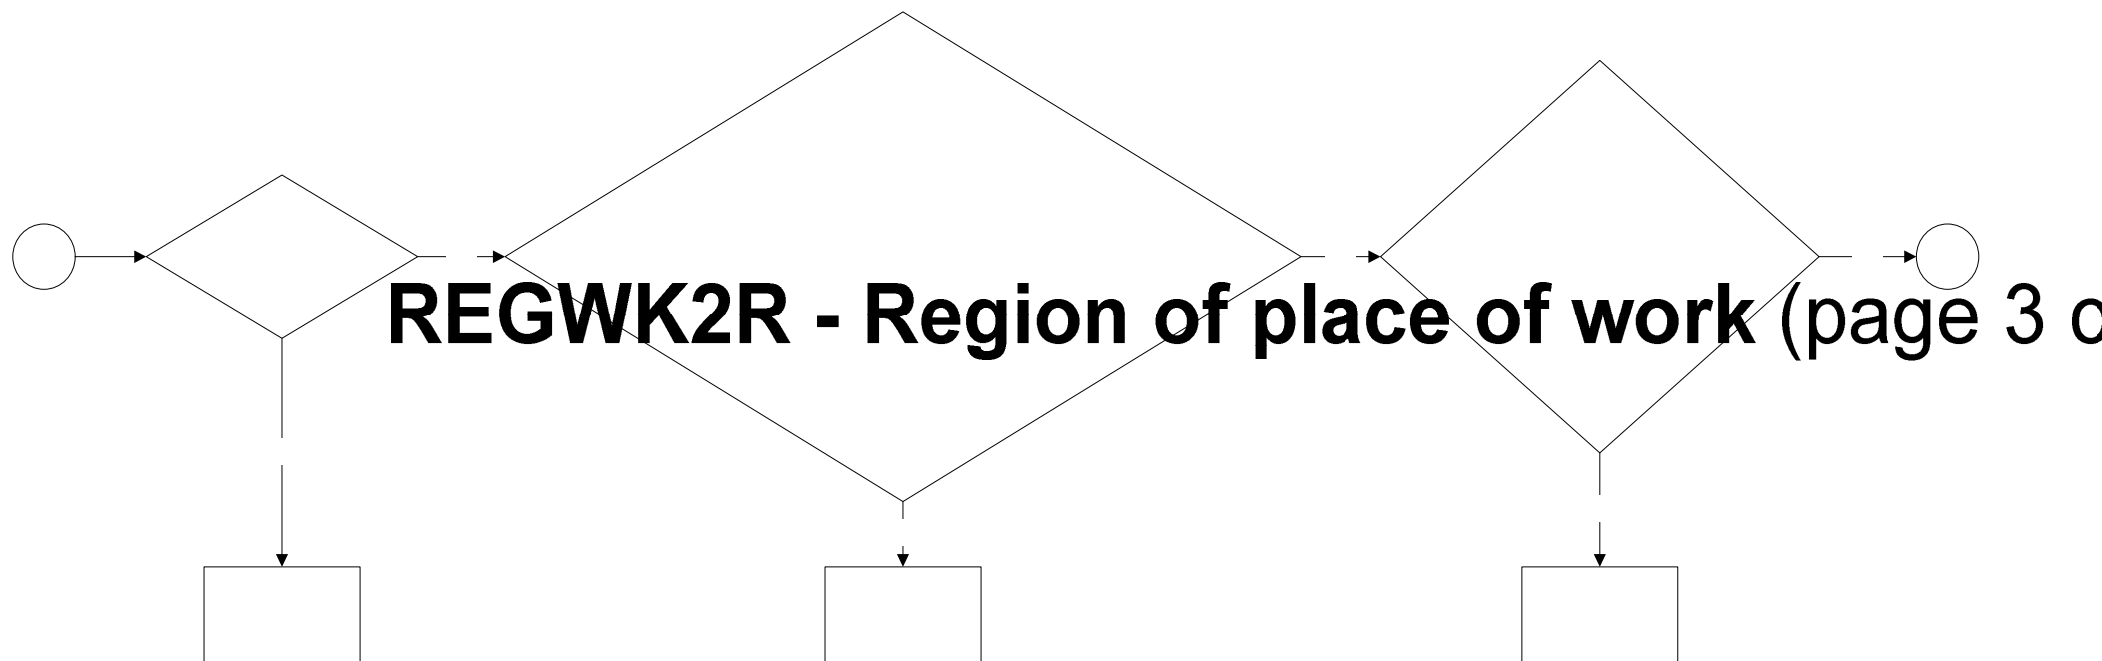 REGWK2R - Region of place of work (page 3